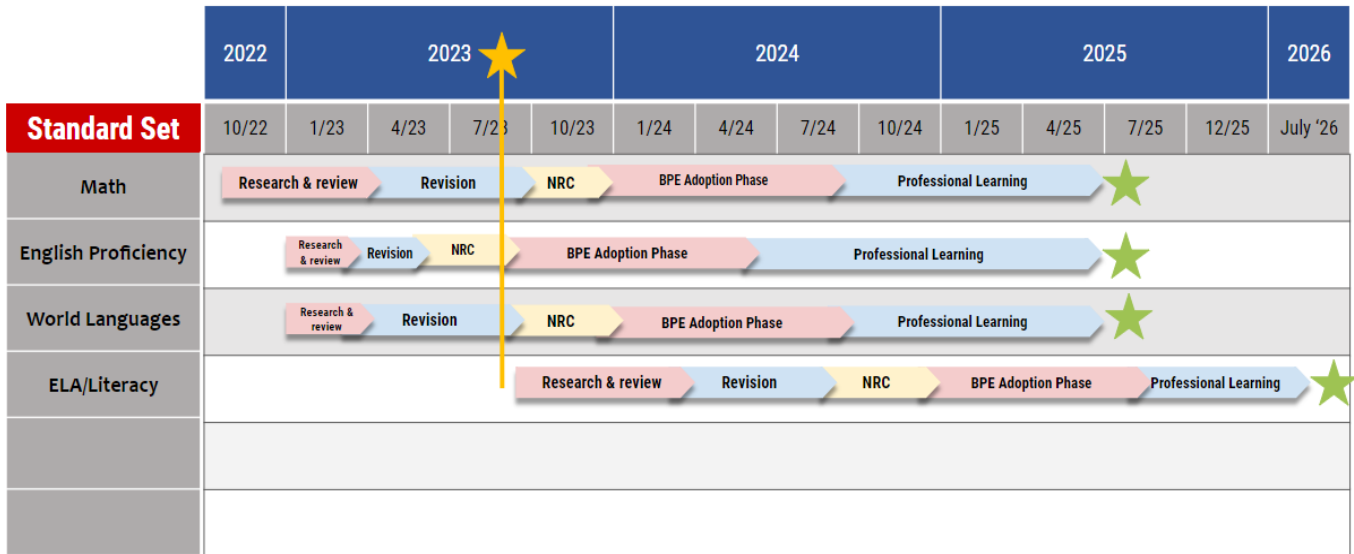 2022 2023 2024 2025 2026
Standard Set 10/22 1/23 4/23 7/23 10/23 1/24 4/24 7/24 10/24 1/25 4/25 7/25 12/25 July ‘26
Math Research & review Revision NRC BPE Adoption Phase Professional Learning
English Proficiency Research
& review Revision NRC BPE Adoption Phase Professional Learning
World Languages Research &
review Revision NRC BPE Adoption Phase Professional Learning
ELA/Literacy Research & review Revision NRC BPE Adoption Phase Professional Learning